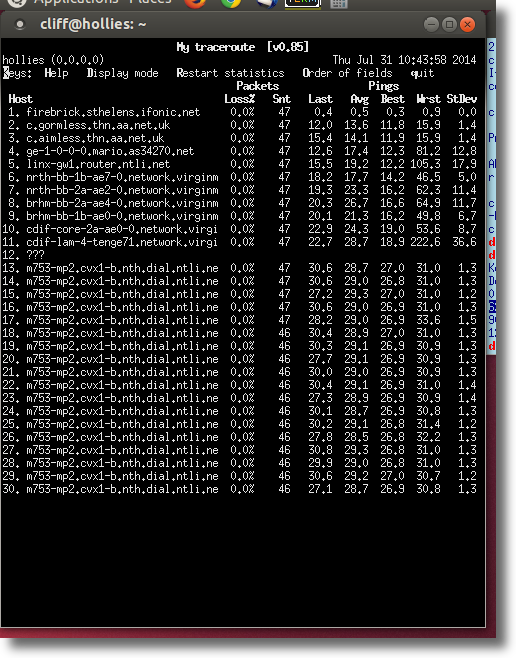 Applications Places
cliff@hollies: ~
My traceroute [v0.85]
hollies (0.0.0.0) Thu Jul 31 10:43:58 2014
Keys: Help Display mode Restart statistics Order of fields quit
Packets Pings
Host Loss% Snt Last Avg Best Wrst StDev
1. firebrick.sthelens.ifonic.net 0.0% 47 0.4 0.5 0.3 0.9 0.0
2. c.gormless.thn.aa.net.uk 0.0% 47 12.0 13.6 11.8 15.9 1.4
3. c.aimless.thn.aa.net.uk 0.0% 47 15.4 14.1 11.9 15.9 1.4
4. ge-1-0-0-0.mario.as34270.net 0.0% 47 12.6 17.4 12.3 81.2 12.8
5. linx-gw1.router.ntli.net 0.0% 47 15.5 19.2 12.2 105.3 17.9
6. nrth-bb-1b-ae7-0.network.virginm 0.0% 47 18.2 17.7 14.2 46.5 5.0
7. nrth-bb-2a-ae2-0.network.virginm 0.0% 47 19.3 23.3 16.2 62.3 11.4
8. brhm-bb-2a-ae4-0.network.virginm 0.0% 47 20.3 26.7 16.6 64.9 11.7
9. brhm-bb-1b-ae0-0.network.virginm 0.0% 47 20.1 21.3 16.2 49.8 6.7
10. cdif-core-2a-ae0-0.network.virgi 0.0% 47 22.9 24.3 19.0 53.6 8.7
11. cdif-lam-4-tenge71.network.virgi 0.0% 47 22.7 28.7 18.9 222.6 36.6
12. ???
13. m753-mp2.cvx1-b.nth.dial.ntli.ne 0.0% 47 30.6 28.7 27.0 31.0 1.3
14. m753-mp2.cvx1-b.nth.dial.ntli.ne 0.0% 47 30.6 29.0 26.8 31.0 1.3
15. m753-mp2.cvx1-b.nth.dial.ntli.ne 0.0% 47 27.2 29.3 27.0 31.0 1.2
16. m753-mp2.cvx1-b.nth.dial.ntli.ne 0.0% 47 30.6 29.0 26.9 31.0 1.3
17. m753-mp2.cvx1-b.nth.dial.ntli.ne 0.0% 47 28.2 29.0 26.9 33.6 1.5
18. m753-mp2.cvx1-b.nth.dial.ntli.ne 0.0% 46 30.4 28.9 27.0 31.0 1.3
19. m753-mp2.cvx1-b.nth.dial.ntli.ne 0.0% 46 30.3 29.1 26.9 30.9 1.3
20. m753-mp2.cvx1-b.nth.dial.ntli.ne 0.0% 46 27.7 29.1 26.9 30.9 1.3
21. m753-mp2.cvx1-b.nth.dial.ntli.ne 0.0% 46 30.0 29.0 26.9 30.9 1.3
22. m753-mp2.cvx1-b.nth.dial.ntli.ne 0.0% 46 30.4 29.1 26.9 31.0 1.4
23. m753-mp2.cvx1-b.nth.dial.ntli.ne 0.0% 46 27.3 28.9 26.9 30.9 1.4
24. m753-mp2.cvx1-b.nth.dial.ntli.ne 0.0% 46 30.1 28.7 26.9 30.8 1.3
25. m753-mp2.cvx1-b.nth.dial.ntli.ne 0.0% 46 30.2 29.1 26.8 31.4 1.2
26. m753-mp2.cvx1-b.nth.dial.ntli.ne 0.0% 46 27.8 28.5 26.8 32.2 1.3
27. m753-mp2.cvx1-b.nth.dial.ntli.ne 0.0% 46 30.8 29.3 26.8 31.0 1.3
28. m753-mp2.cvx1-b.nth.dial.ntli.ne 0.0% 46 29.9 29.0 26.8 31.0 1.3
29. m753-mp2.cvx1-b.nth.dial.ntli.ne 0.0% 46 30.6 29.2 27.0 30.7 1.2
30. m753-mp2.cvx1-b.nth.dial.ntli.ne 0.0% 46 27.1 28.7 26.9 30.8 1.3